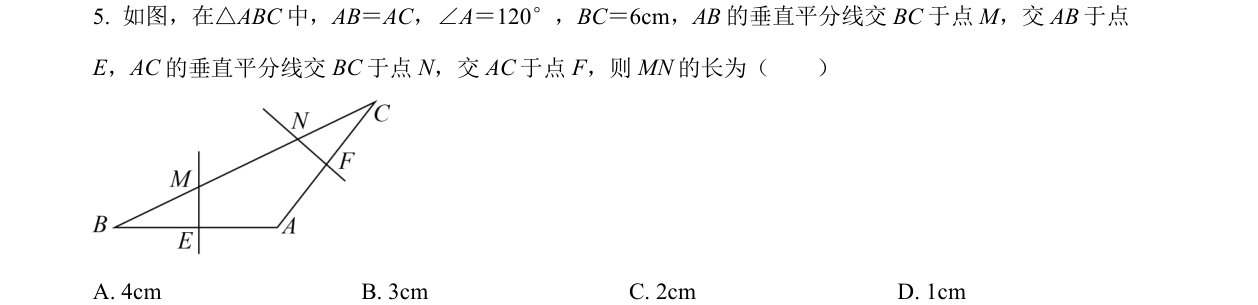 5. 如图，在△ABC中，AB＝AC，∠A＝120°，BC＝6cm，AB的垂直平分线交BC于点M，交AB于点
E，AC的垂直平分线交BC于点N，交AC于点F，则MN的长为（　　）
C
N
F
M
B
A
E
A. 4cm B. 3cm C. 2cm D. 1cm